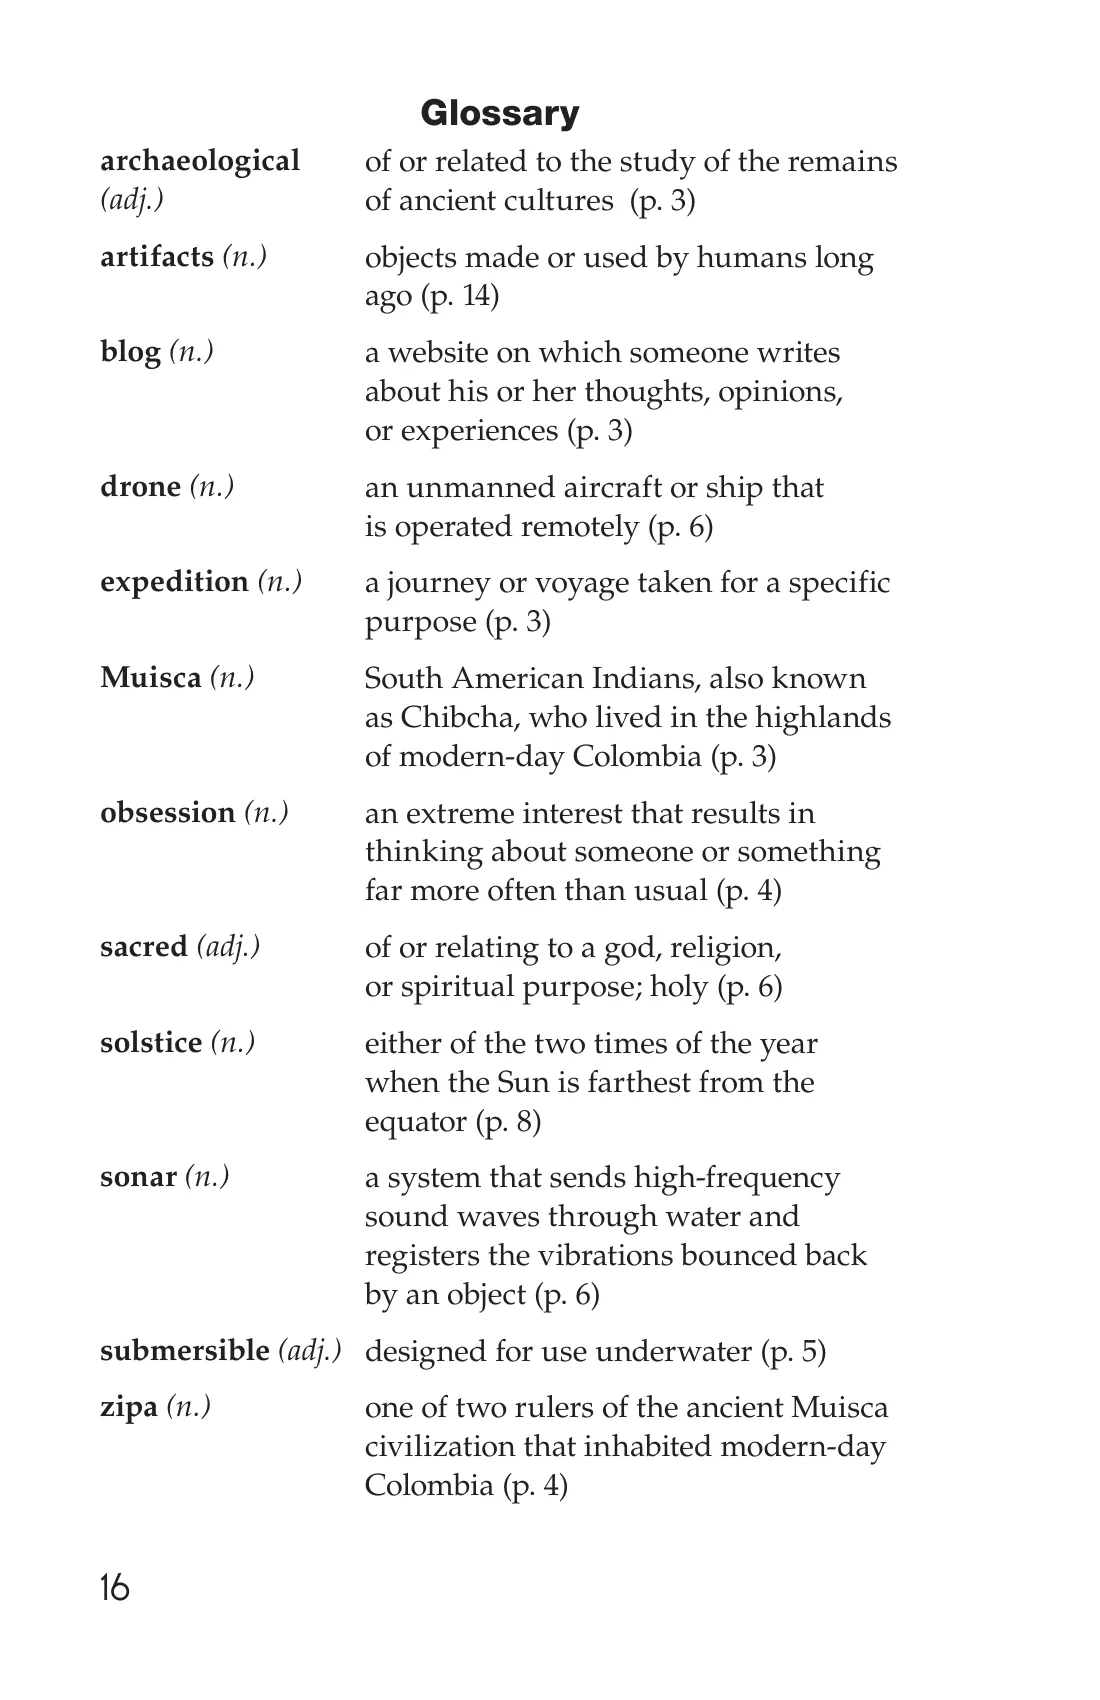 Glossary
archaeological of or related to the study of the remains
(adj.) of ancient cultures (p. 3)
artifacts (n.) objects made or used by humans long
ago (p. 14)
blog (n.) a website on which someone writes
about his or her thoughts, opinions,
or experiences (p. 3)
drone (n.) an unmanned aircraft or ship that
is operated remotely (p. 6)
expedition (n.) a journey or voyage taken for a specific
purpose (p. 3)
Muisca (n.) South American Indians, also known
as Chibcha, who lived in the highlands
of modern-day Colombia (p. 3)
obsession (n.) an extreme interest that results in
thinking about someone or something
far more often than usual (p. 4)
sacred (adj.) of or relating to a god, religion,
or spiritual purpose; holy (p. 6)
solstice (n.) either of the two times of the year
when the Sun is farthest from the
equator (p. 8)
sonar (n.) a system that sends high-frequency
sound waves through water and
registers the vibrations bounced back
by an object (p. 6)
submersible (adj.) designed for use underwater (p. 5)
zipa (n.) one of two rulers of the ancient Muisca
civilization that inhabited modern-day
Colombia (p. 4)
16